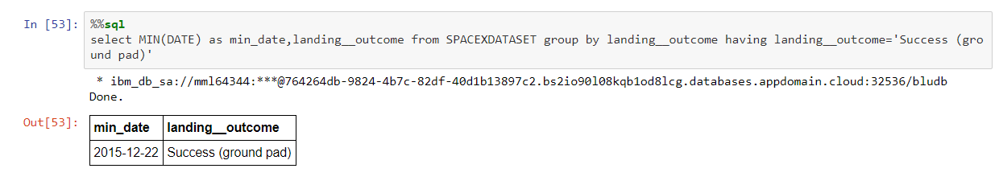 In [53]: %%sql
select MIN(DATE) as min_date,landing__outcome from SPACEXDATASET group by landing__outcome having landing__outcome='Success (gro
und pad)'
* ibm_db_sa://mml64344:***@764264db-9824-4b7c-82df-40d1b13897c2.bs2io90l08kqb1od8lcg.databases.appdomain.cloud:32536/bludb
Done.
Out[53]: min_date landing__outcome
2015-12-22 Success (ground pad)